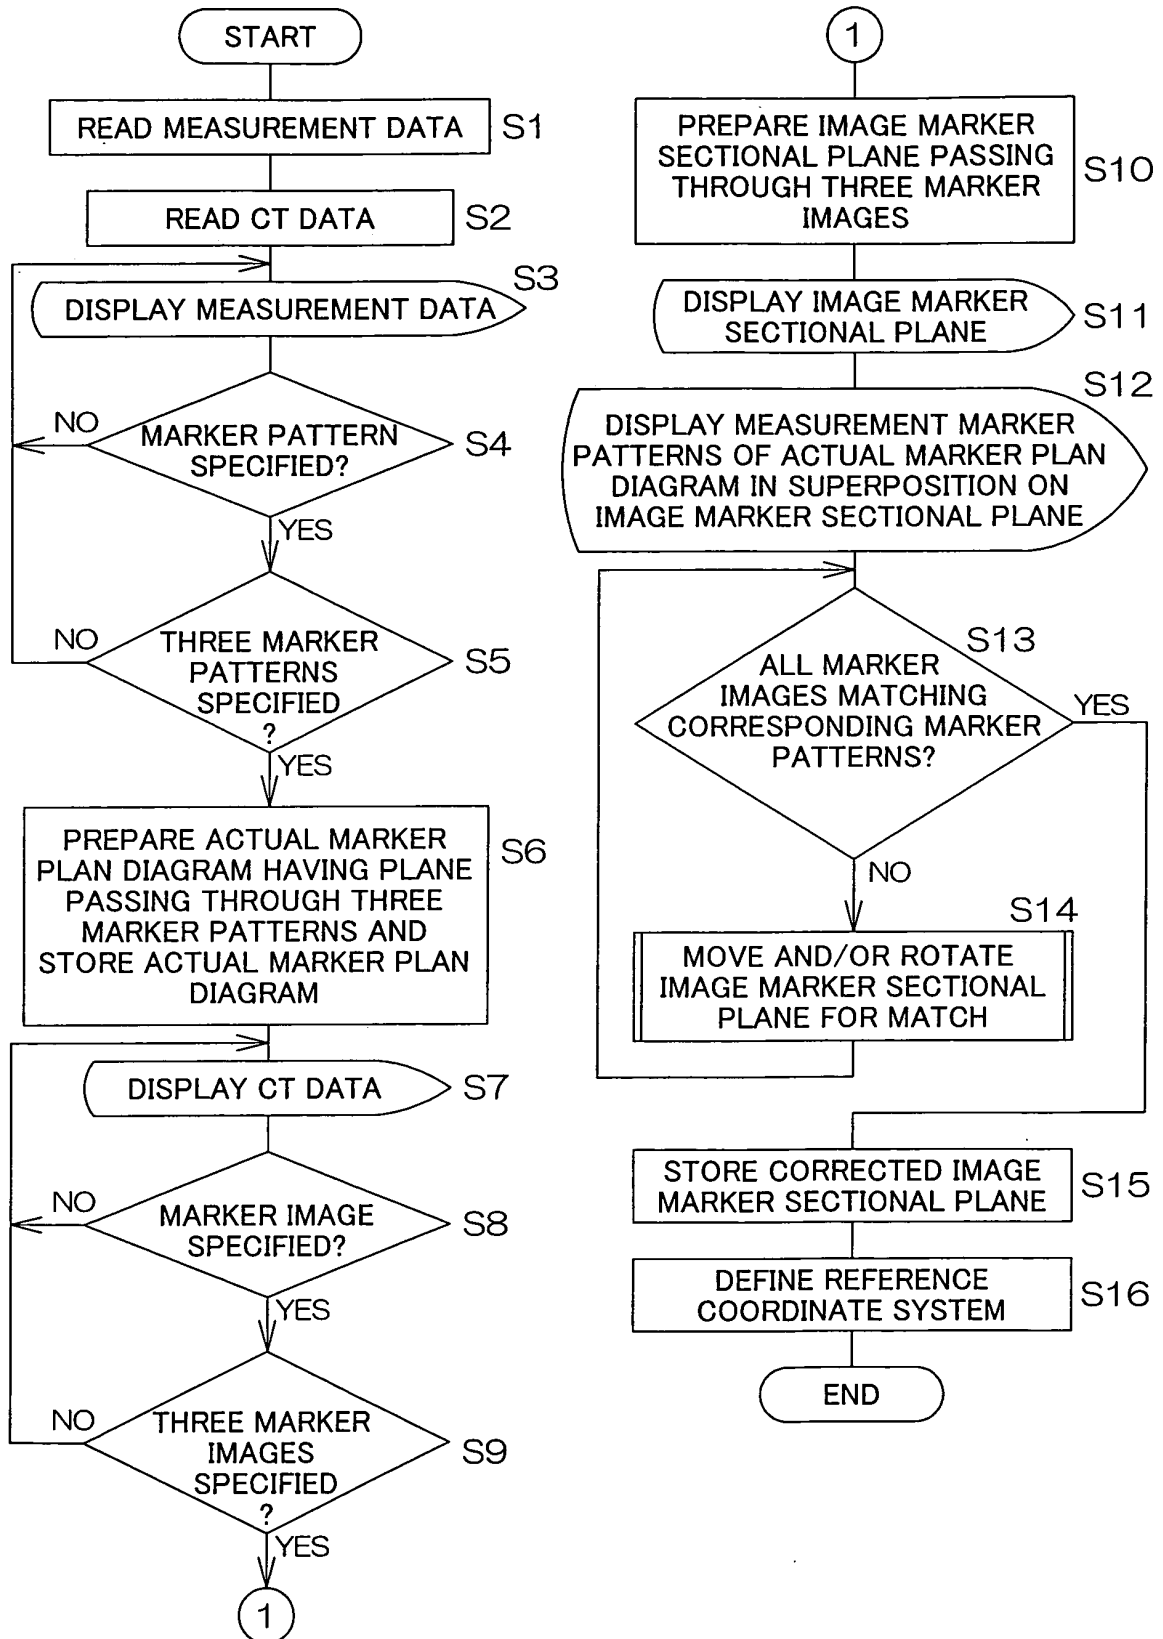 START
READ MEASUREMENT DATA
S1
READ CT DATA
S2
S3
DISPLAY MEASUREMENT DATA
NO
MARKER PATTERN
SPECIFIED?
S4
YES
NO
THREE MARKER
PATTERNS
SPECIFIED
?
S5
YES
PREPARE ACTUAL MARKER
PLAN DIAGRAM HAVING PLANE
PASSING THROUGH THREE
MARKER PATTERNS AND
STORE ACTUAL MARKER PLAN
DIAGRAM
S6
DISPLAY CT DATA
S7
NO
MARKER IMAGE
SPECIFIED?
S8
YES
NO
THREE MARKER
IMAGES
SPECIFIED
?
S9
YES
1
1
PREPARE IMAGE MARKER
SECTIONAL PLANE PASSING
THROUGH THREE MARKER
IMAGES
S10
DISPLAY IMAGE MARKER
SECTIONAL PLANE
S11
S12
DISPLAY MEASUREMENT MARKER
PATTERNS OF ACTUAL MARKER PLAN
DIAGRAM IN SUPERPOSITION ON
IMAGE MARKER SECTIONAL PLANE
S13
ALL MARKER
IMAGES MATCHING
CORRESPONDING MARKER
PATTERNS?
YES
NO
S14
MOVE AND/OR ROTATE
IMAGE MARKER SECTIONAL
PLANE FOR MATCH
STORE CORRECTED IMAGE
MARKER SECTIONAL PLANE
S15
DEFINE REFERENCE
COORDINATE SYSTEM
S16
END